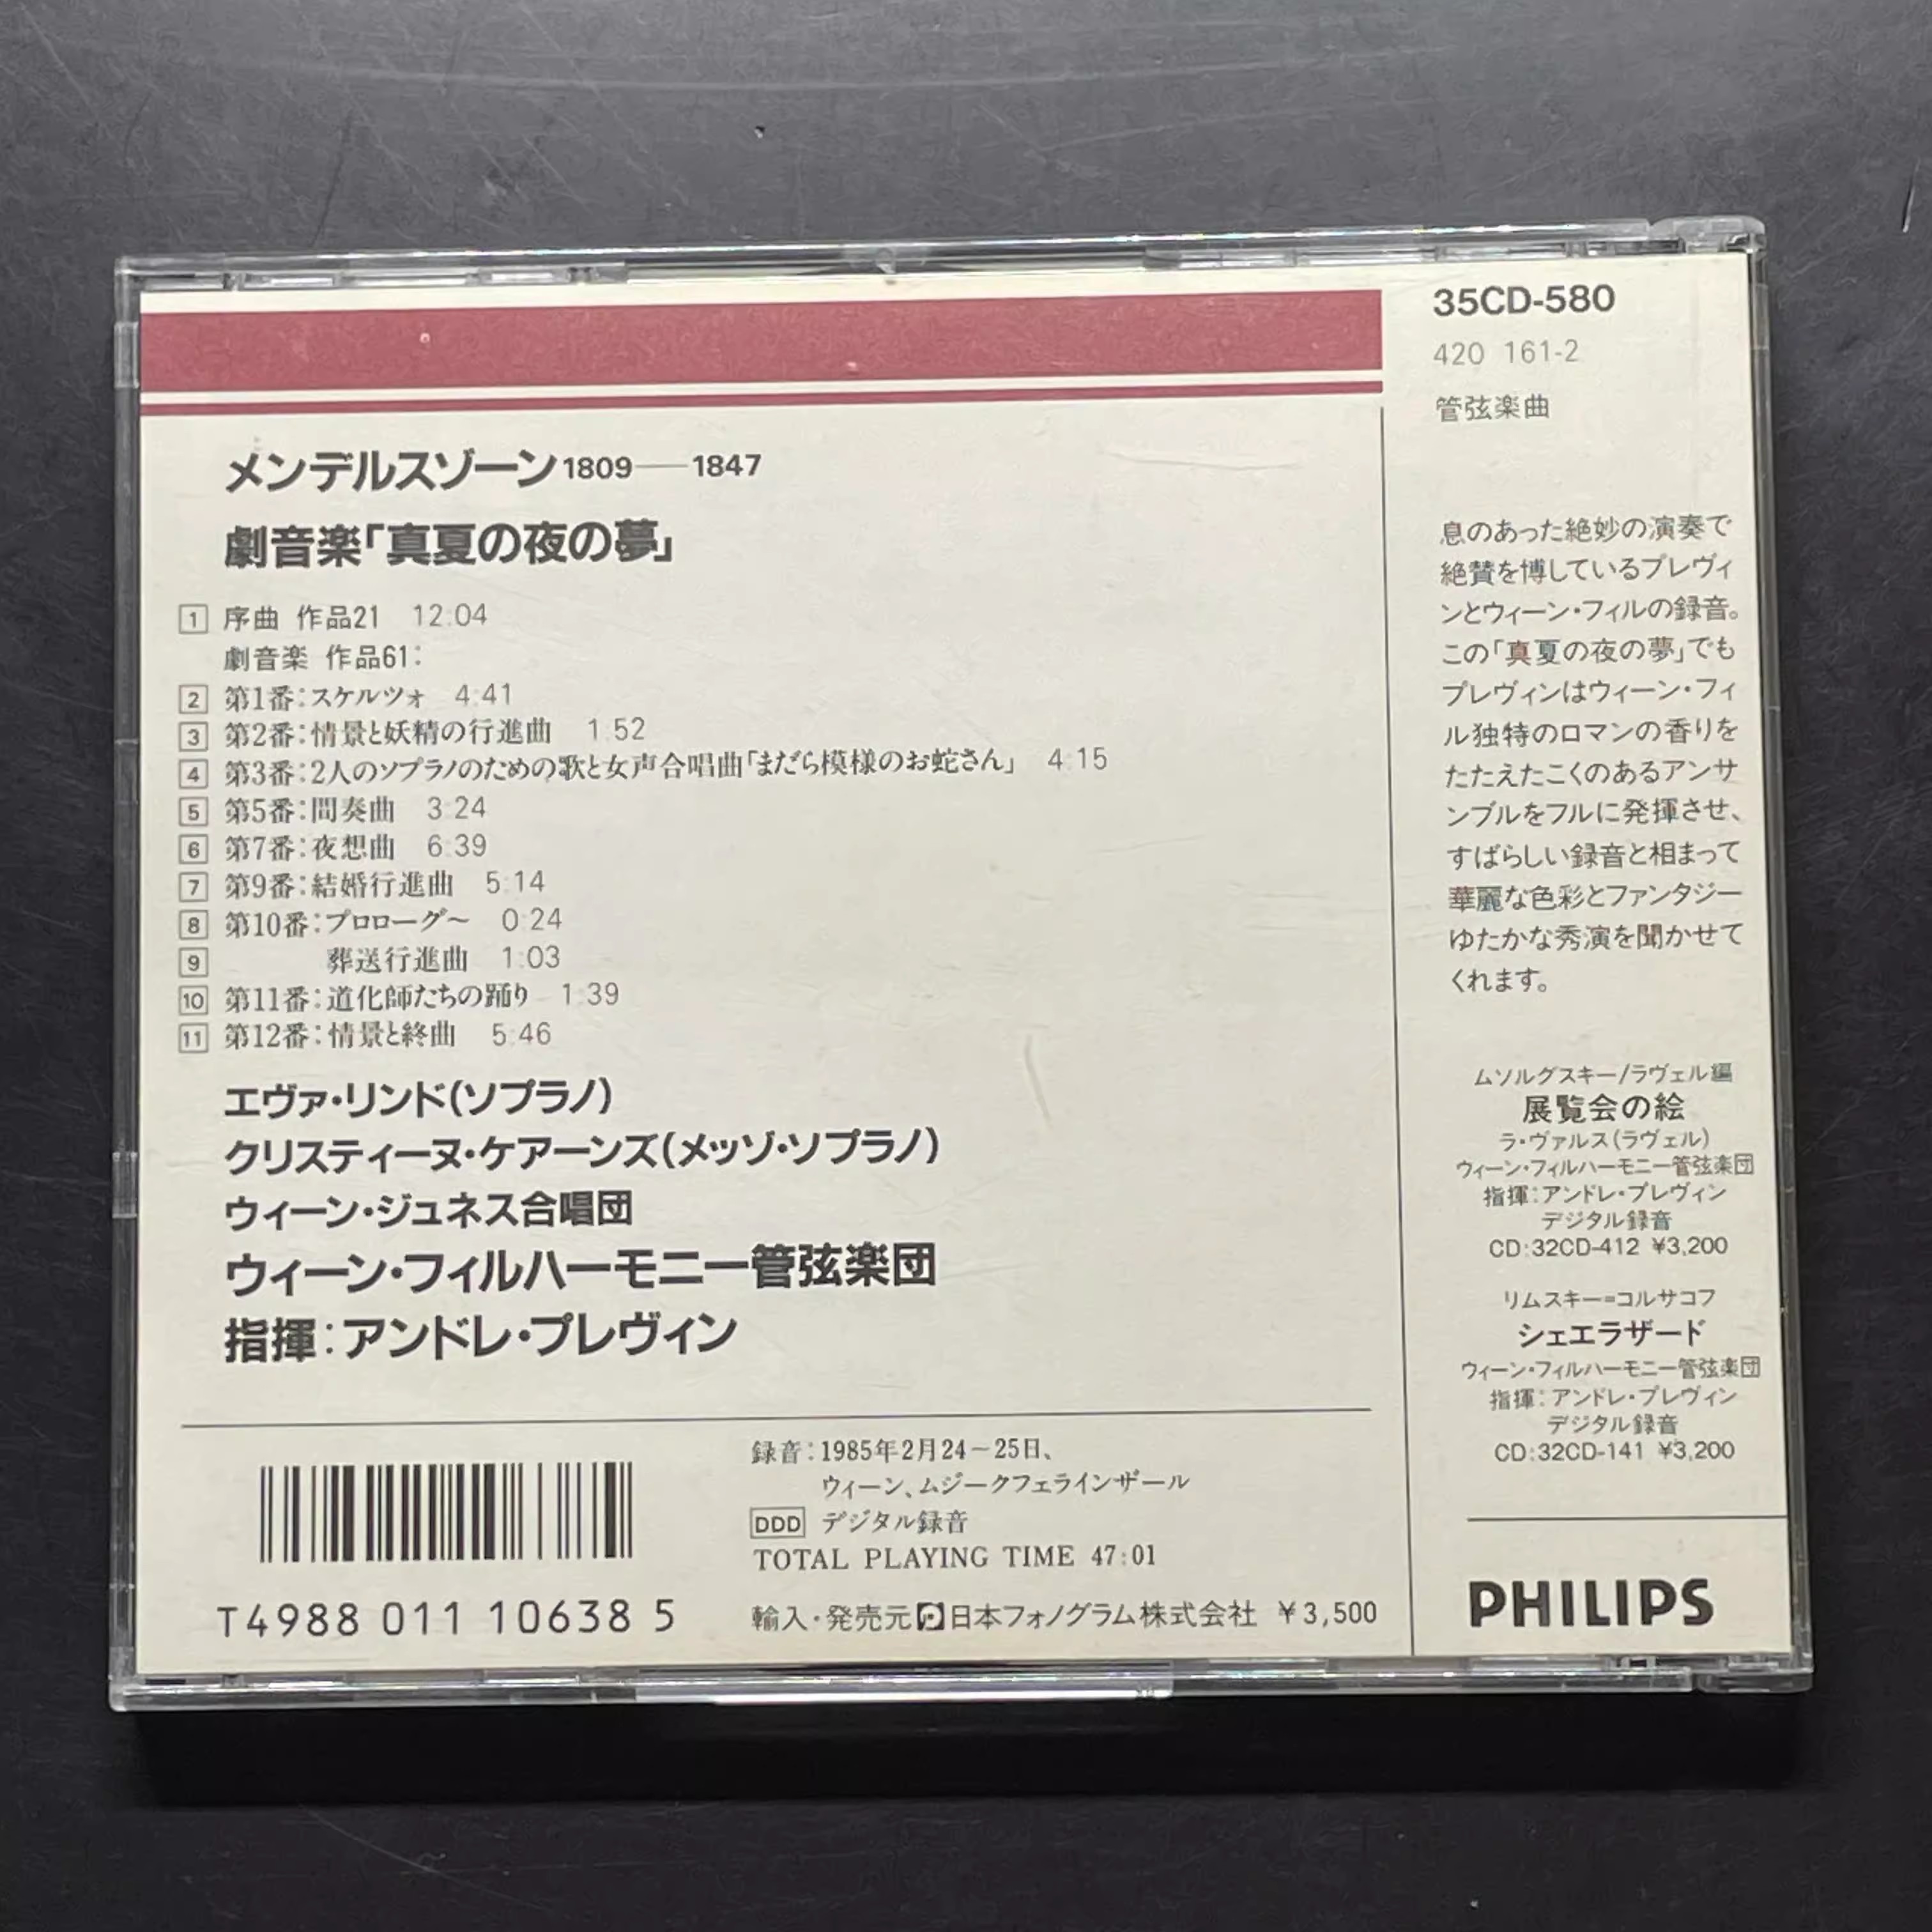 メンデルスゾーン1809―1847
劇音楽「真夏の夜の夢」
1 序曲 作品21 12:04
劇音楽 作品61:
2 第1番:スケルツォ 4:41
3 第2番:情景と妖精の行進曲 1:52
4 第3番:2人のソプラノのための歌と女声合唱曲「まだら模様のお蛇さん」 4:15
5 第5番:間奏曲 3:24
6 第7番:夜想曲 6:39
7 第9番:結婚行進曲 5:14
8 第10番:プロローグ〜 0:24
9 葬送行進曲 1:03
10 第11番:道化師たちの踊り 1:39
11 第12番:情景と終曲 5:46
エヴァ・リンド(ソプラノ)
クリスティーヌ・ケアーンズ(メッゾ・ソプラノ)
ウィーン・ジュネス合唱団
ウィーン・フィルハーモニー管弦楽団
指揮:アンドレ・プレヴィン
録音:1985年2月24−25日、
ウィーン、ムジークフェラインザール
DDD デジタル録音
TOTAL PLAYING TIME 47:01
T4988 011 10638 5
輸入・発売元 日本フォノグラム株式会社 ¥3,500
35CD-580
420 161-2
管弦楽曲
息のあった絶妙の演奏で
絶賛を博しているプレヴィ
ンとウィーン・フィルの録音。
この「真夏の夜の夢」でも
プレヴィンはウィーン・フィ
ル独特のロマンの香りを
たたえたこくのあるアンサ
ンブルをフルに発揮させ、
すばらしい録音と相まって
華麗な色彩とファンタジー
ゆたかな秀演を聞かせて
くれます。
ムソルグスキー/ラヴェル編
展覧会の絵
ラ・ヴァルス(ラヴェル)
ウィーン・フィルハーモニー管弦楽団
指揮:アンドレ・プレヴィン
デジタル録音
CD:32CD-412 ¥3,200
リムスキー=コルサコフ
シェエラザード
ウィーン・フィルハーモニー管弦楽団
指揮:アンドレ・プレヴィン
デジタル録音
CD:32CD-141 ¥3,200
PHILIPS